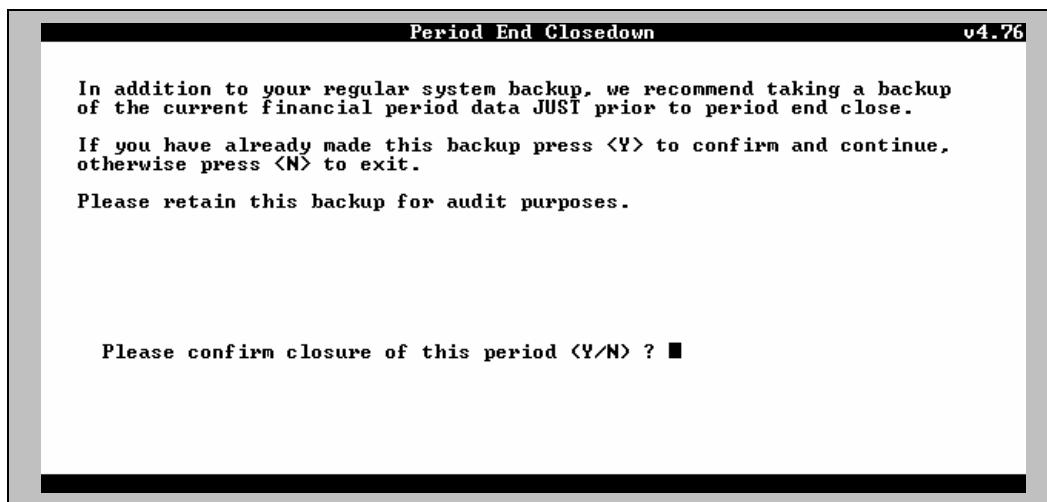 Period End Closedown v4.76
In addition to your regular system backup, we recommend taking a backup
of the current financial period data JUST prior to period end close.
If you have already made this backup press <Y> to confirm and continue,
otherwise press <N> to exit.
Please retain this backup for audit purposes.
Please confirm closure of this period (Y/N) ?